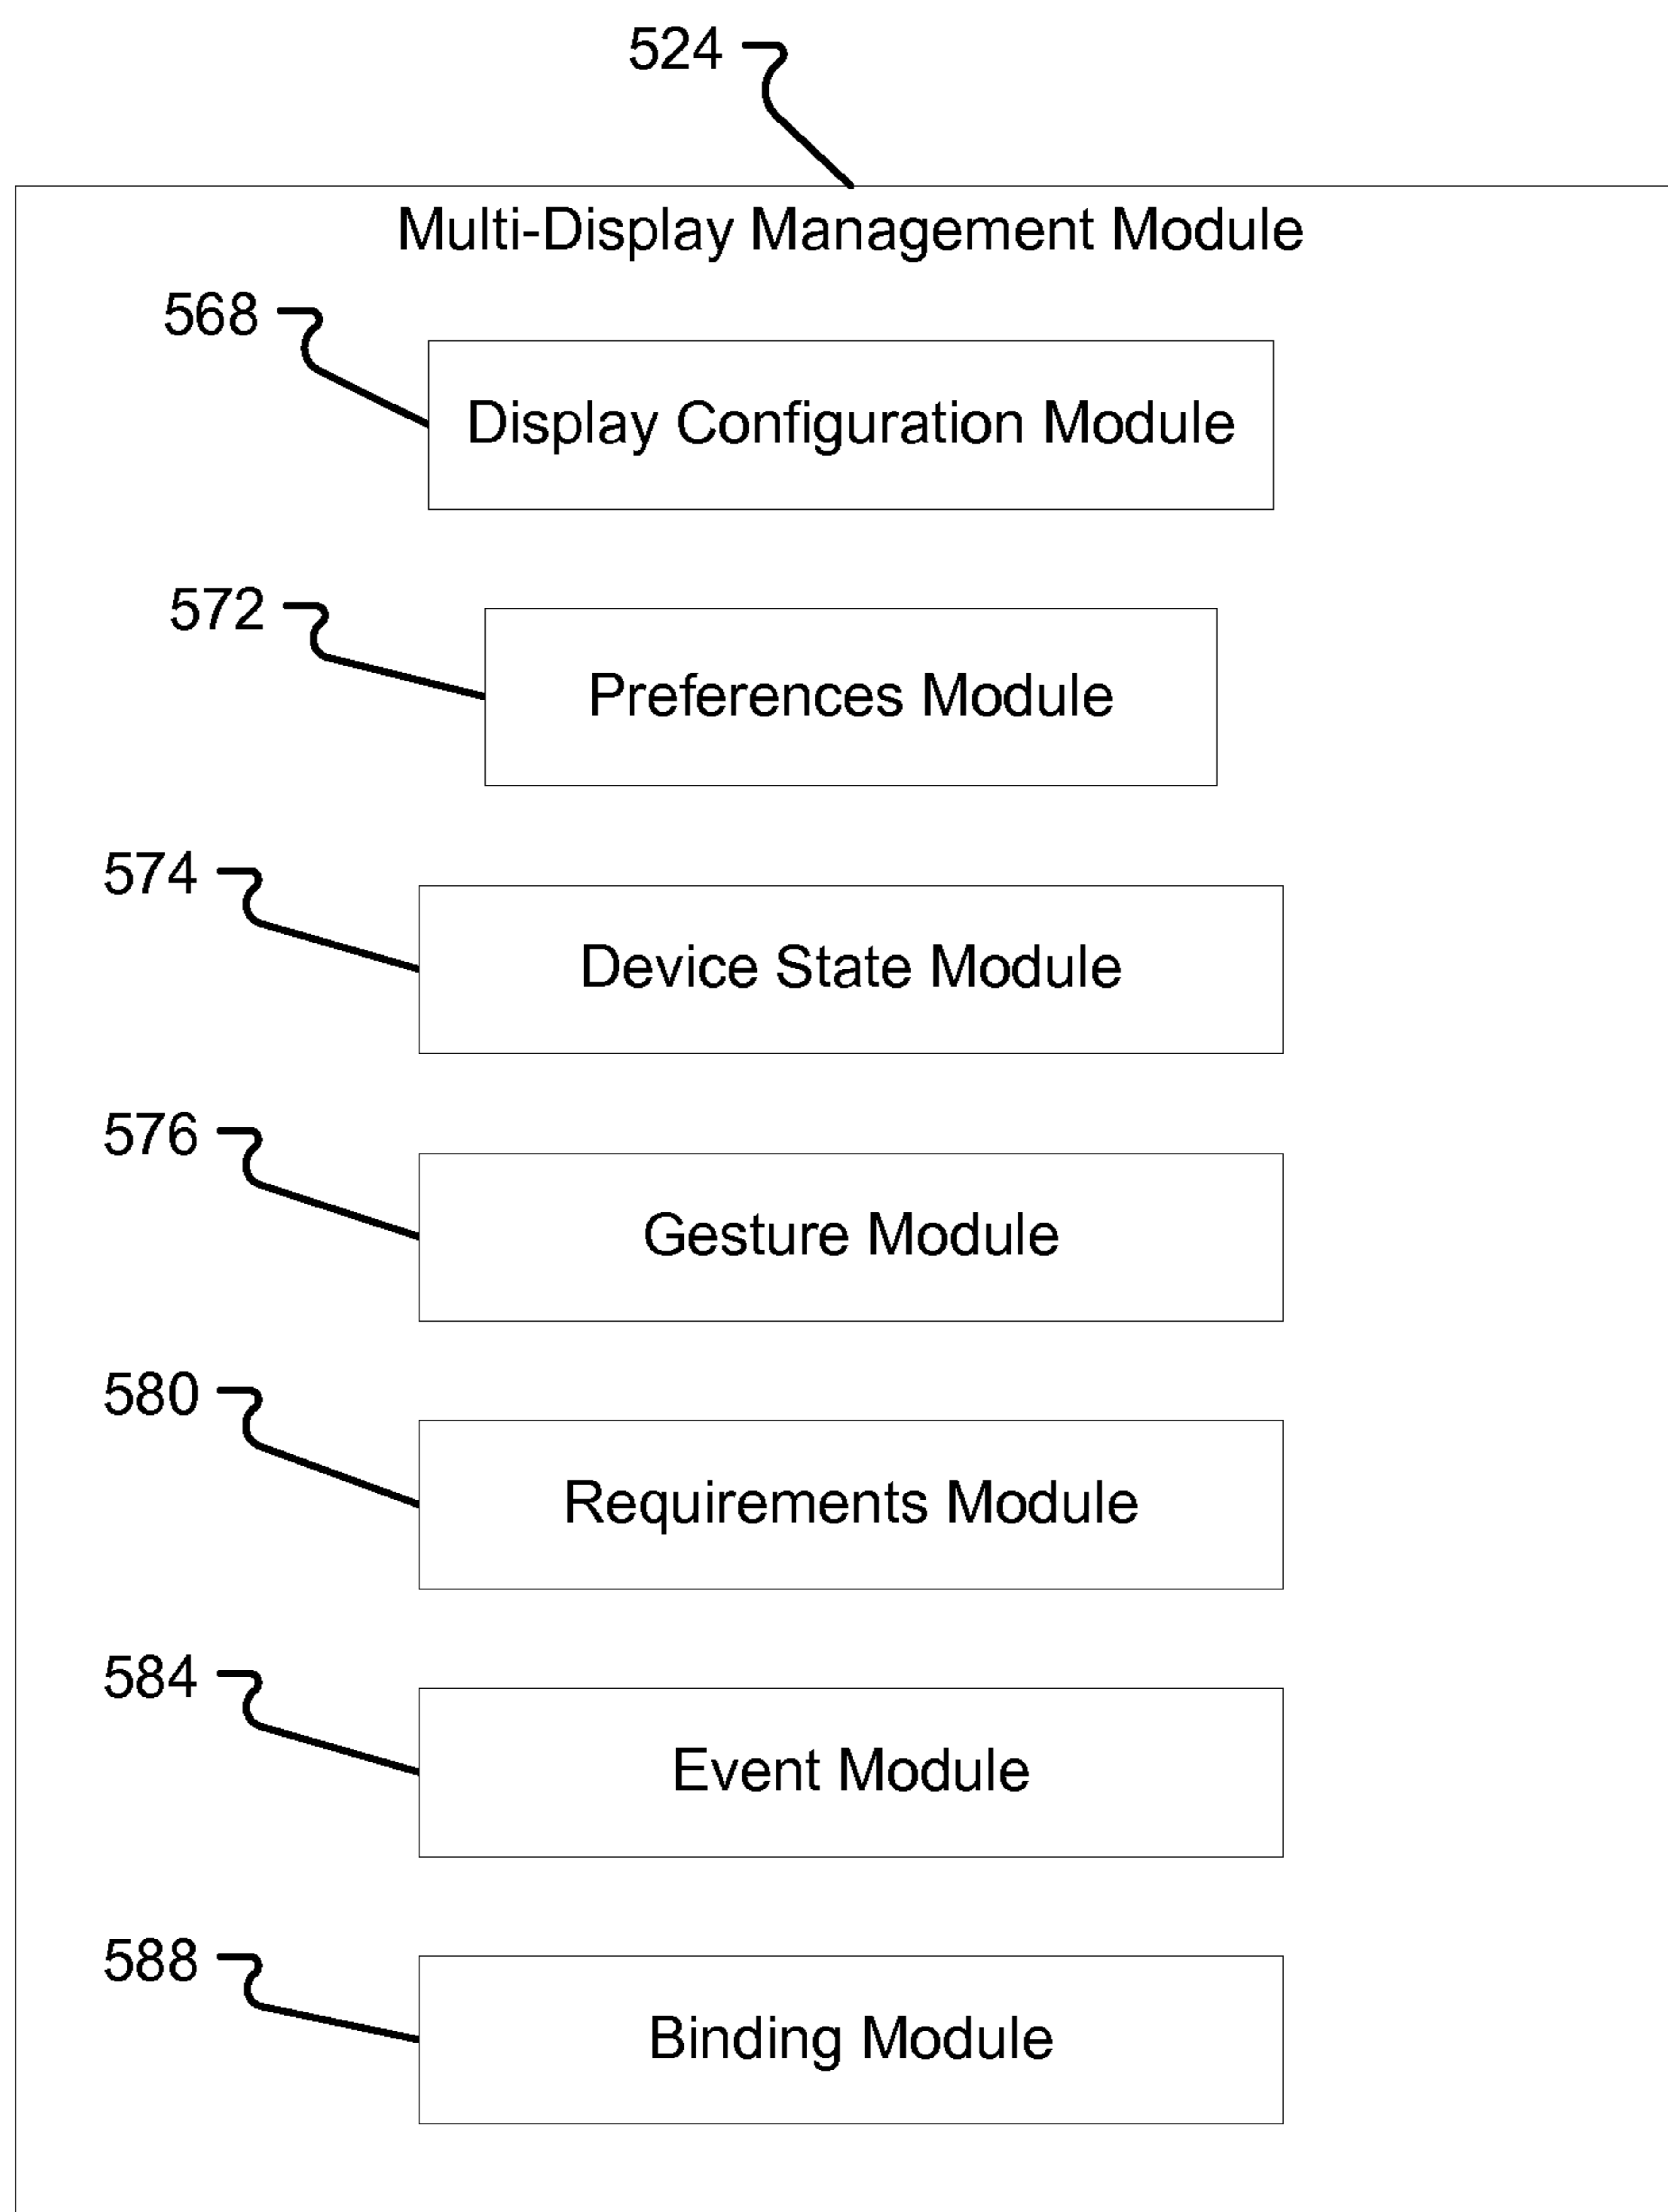 524
Multi-Display Management Module
568
Display Configuration Module
572
Preferences Module
574
Device State Module
576
Gesture Module
580
Requirements Module
584
Event Module
588
Binding Module